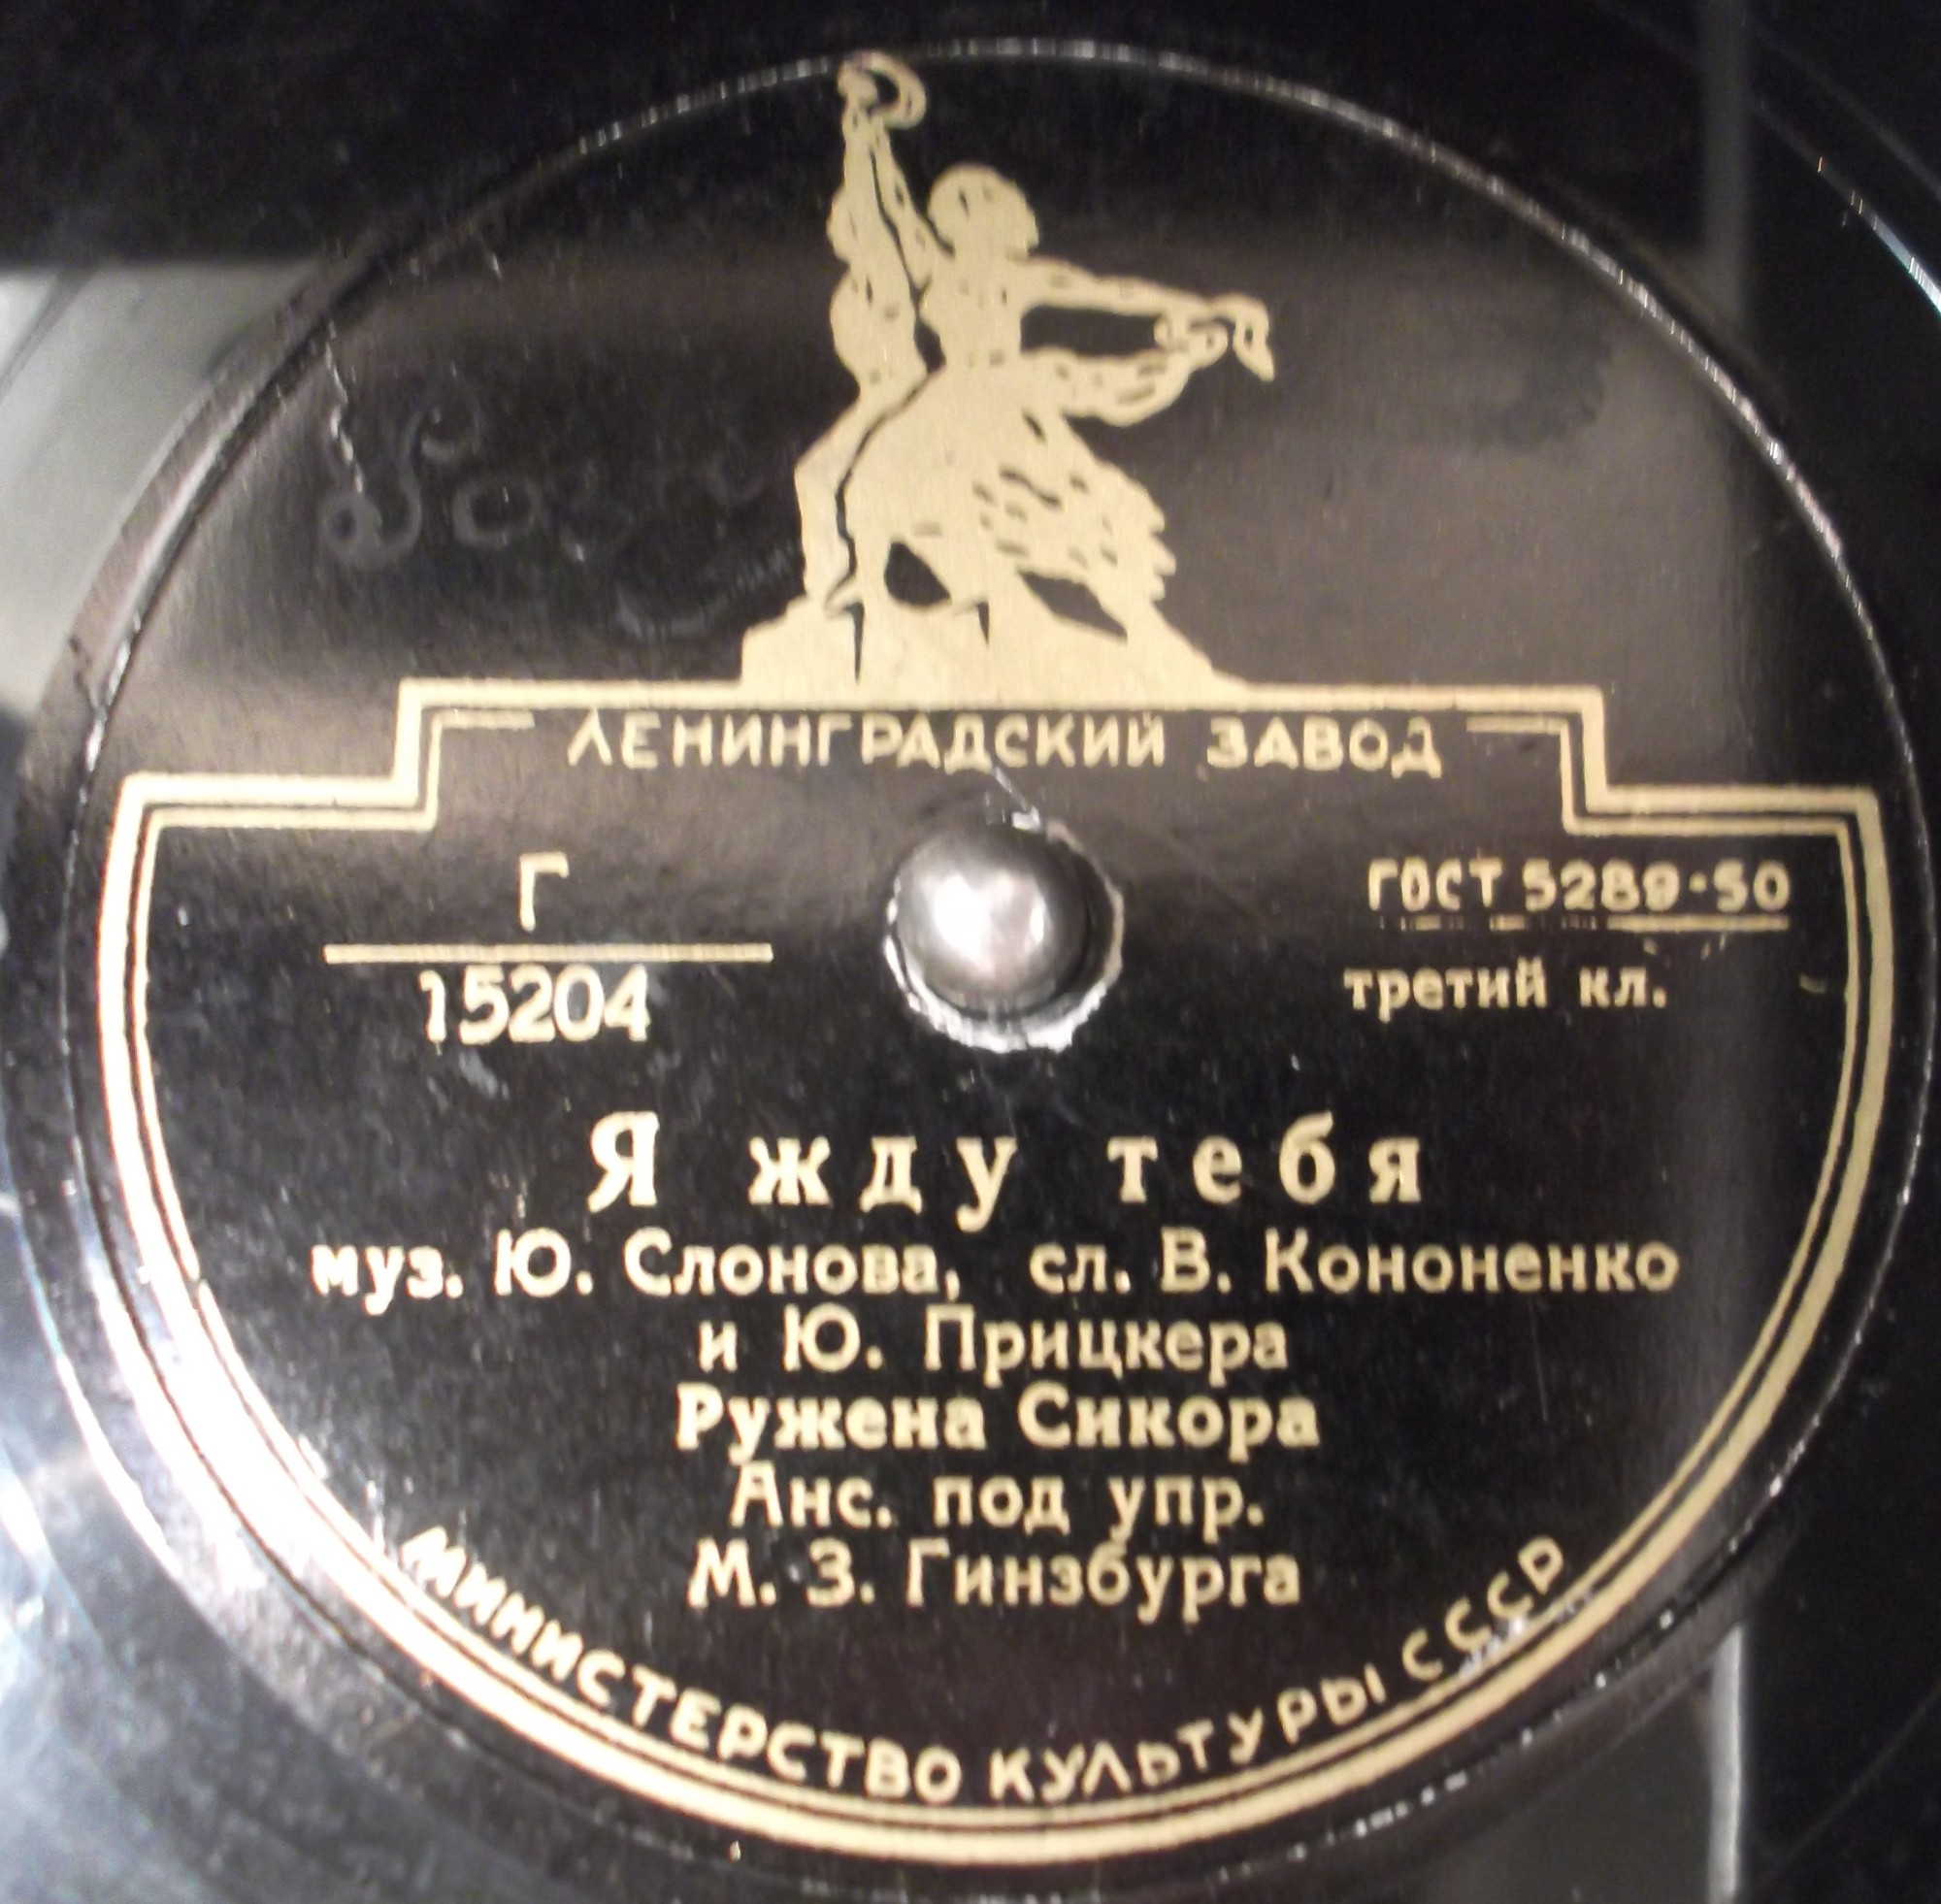 ЛЕНИНГРАДСКИЙ ЗАВОД
Г
15204
ГОСТ 5289-50
третий кл.
Я жду тебя
муз. Ю. Слонова, сл. В. Кононенко
и Ю. Прицкера
Ружена Сикора
Анс. под упр.
М. З. Гинзбурга
МИНИСТЕРСТВО КУЛЬТУРЫ СССР